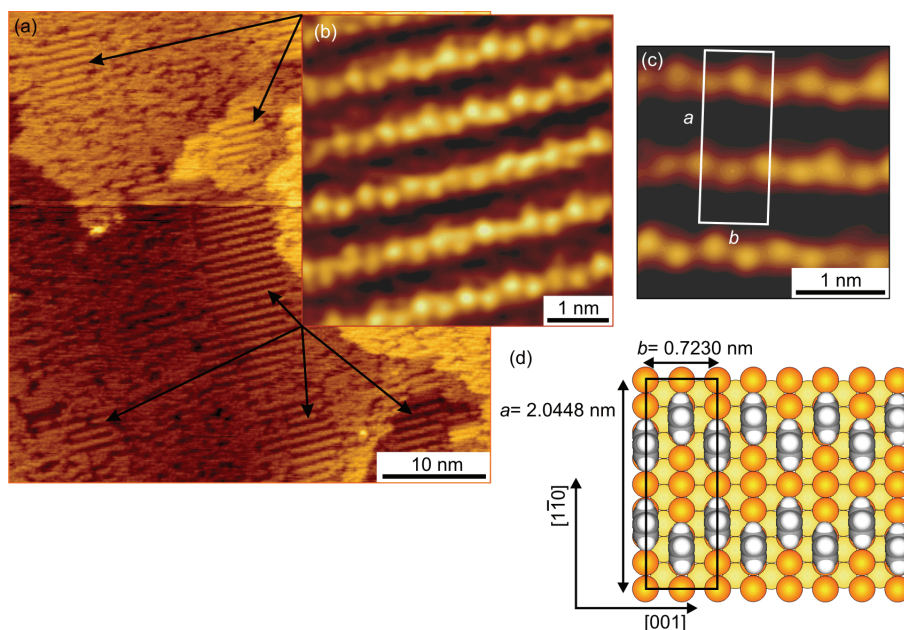 (a)
(b)
(c)
a
b
1 nm
1 nm
10 nm
(d)
b= 0.7230 nm
a= 2.0448 nm
[11̅0]
[001]